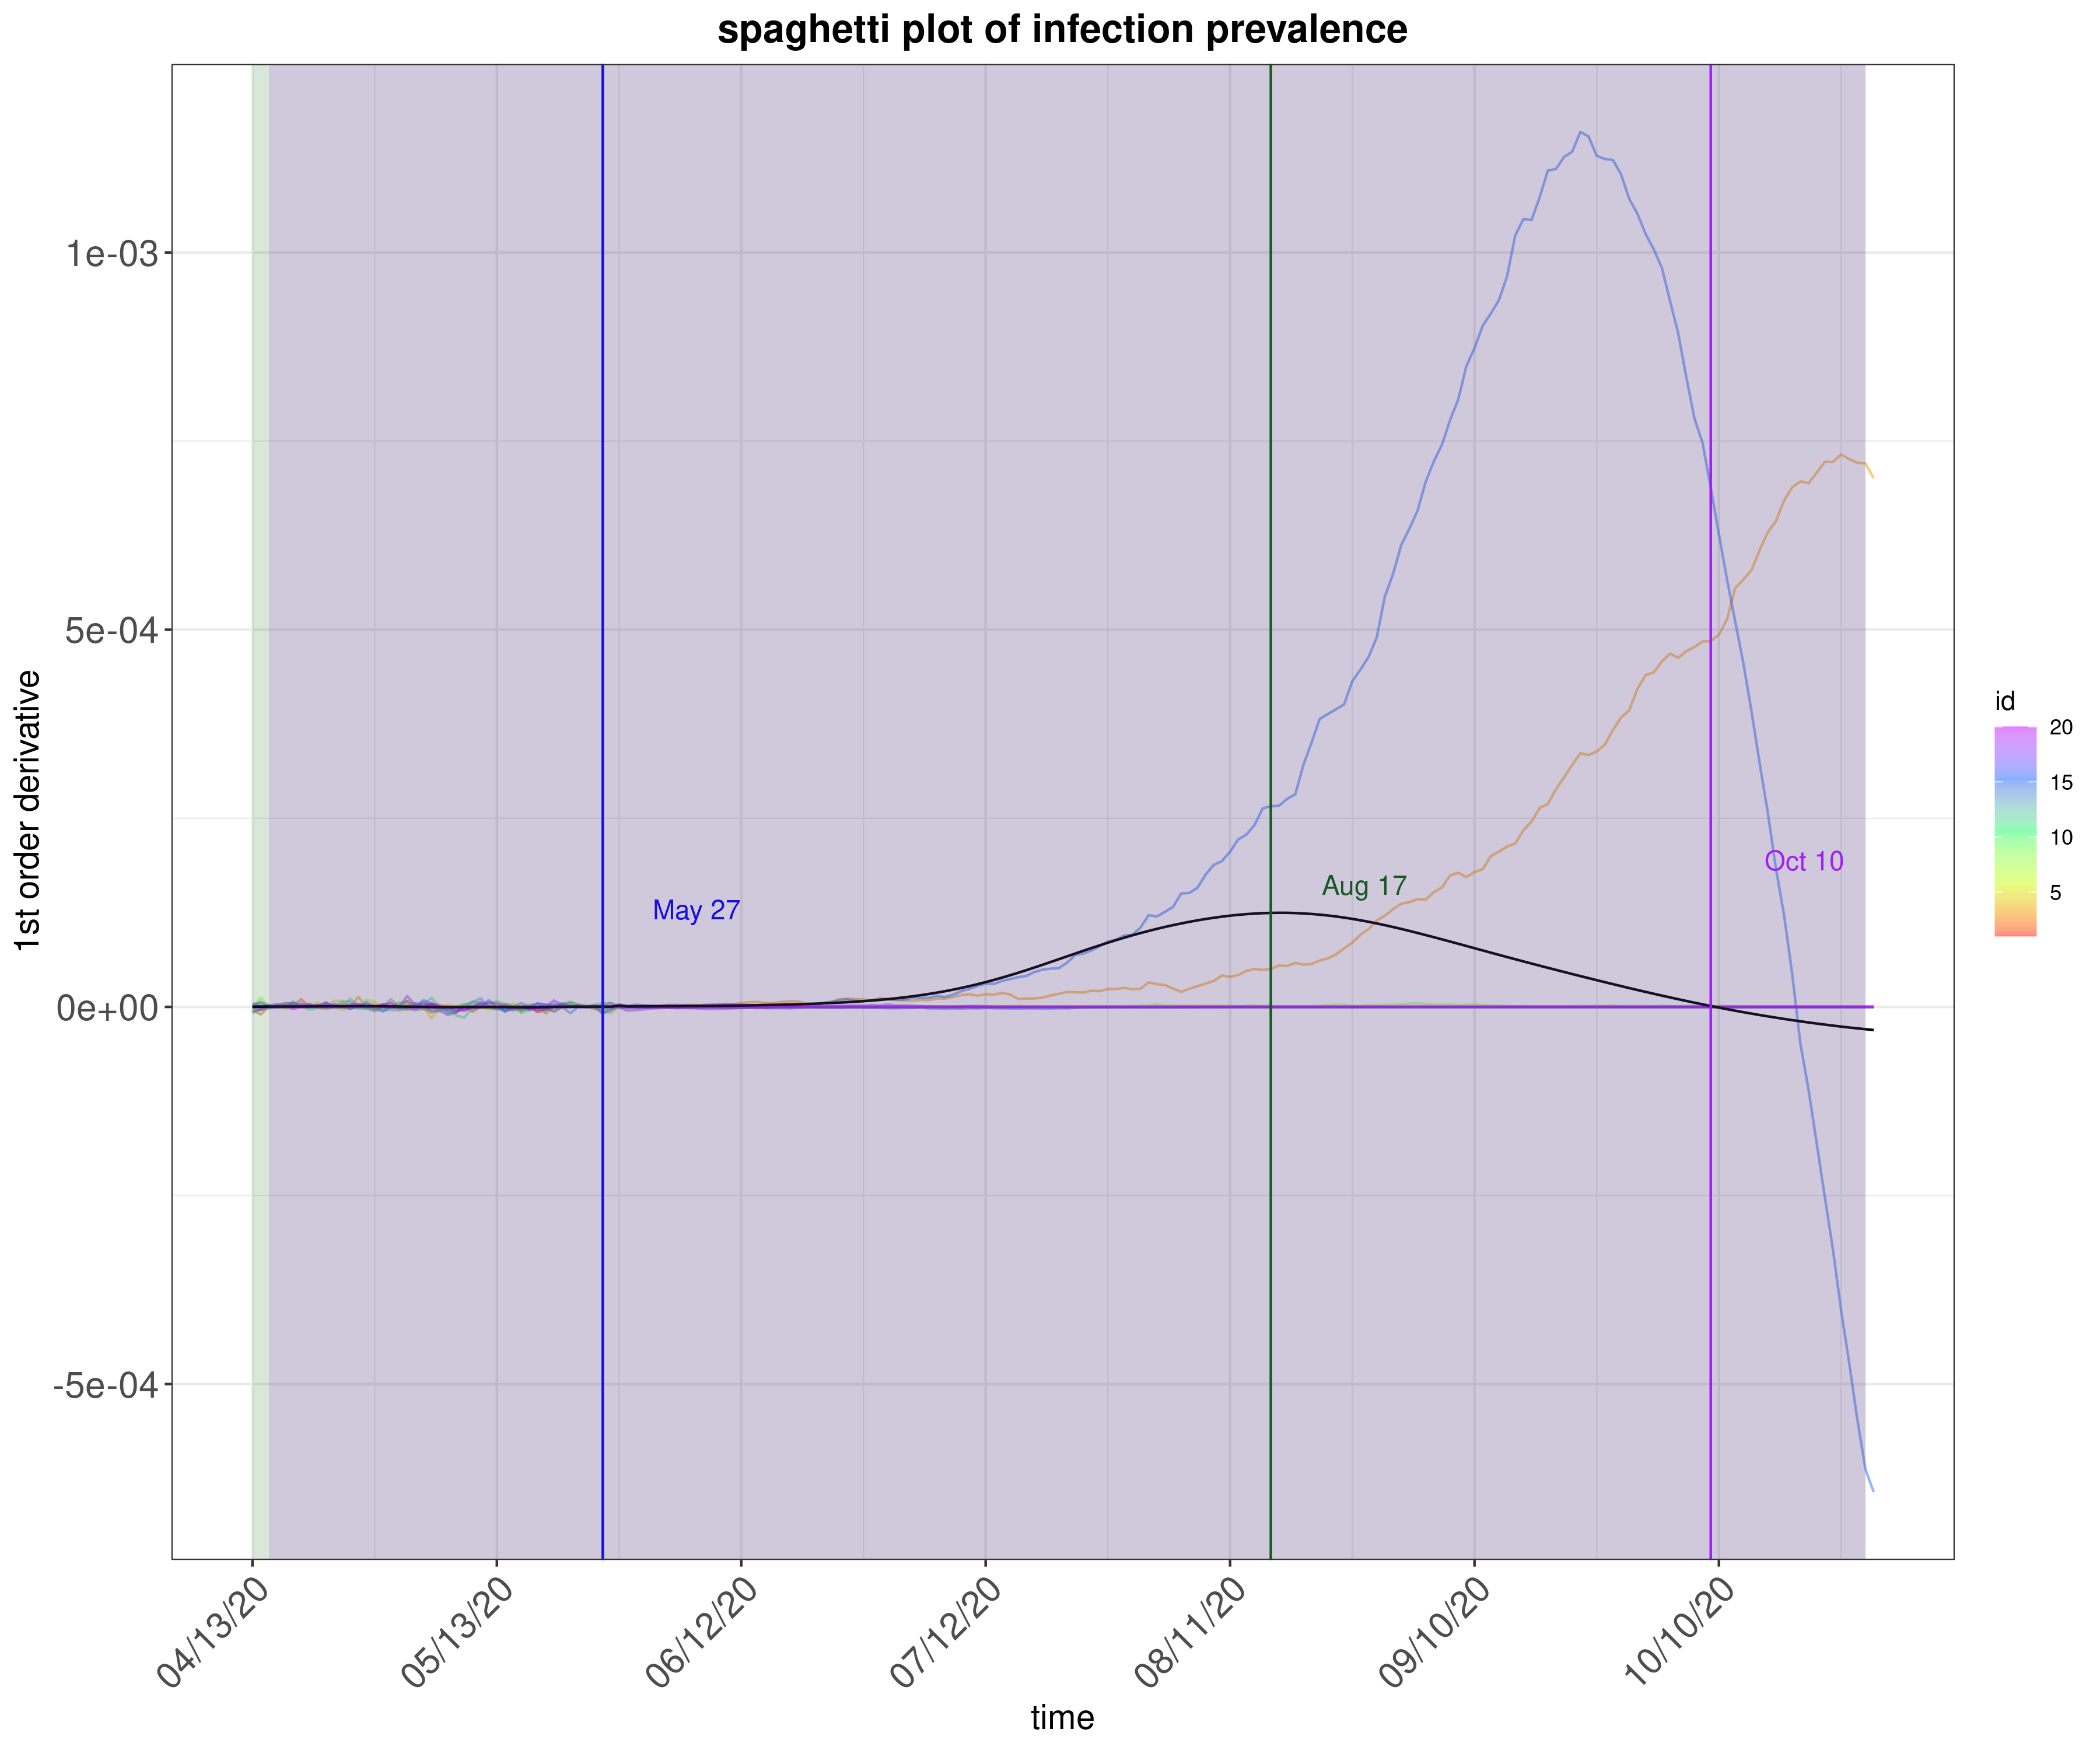 spaghetti plot of infection prevalence
1st order derivative
1e-03
5e-04
0e+00
-5e-04
May 27
Aug 17
Oct 10
id
20
15
10
5
04/13/20
05/13/20
06/12/20
07/12/20
08/11/20
09/10/20
10/10/20
time